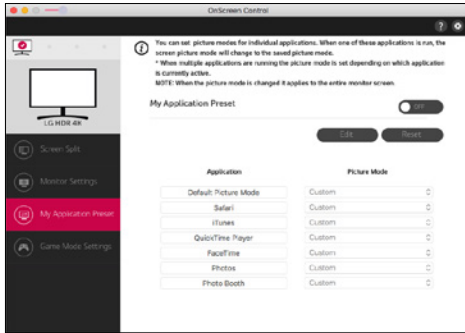 OnScreen Control
?
You can set picture modes for individual applications. When one of these applications is run, the
screen picture mode will change to the saved picture mode.
* When multiple applications are running the picture mode is set depending on which application
is currently active.
NOTE: When the picture mode is changed it applies to the entire monitor screen.
LG HDR 4K
My Application Preset
OFF
Edit Reset
Screen Split
Monitor Settings
My Application Preset
Game Mode Settings
Application Picture Mode
Default Picture Mode Custom
Safari Custom
iTunes Custom
QuickTime Player Custom
FaceTime Custom
Photos Custom
Photo Booth Custom